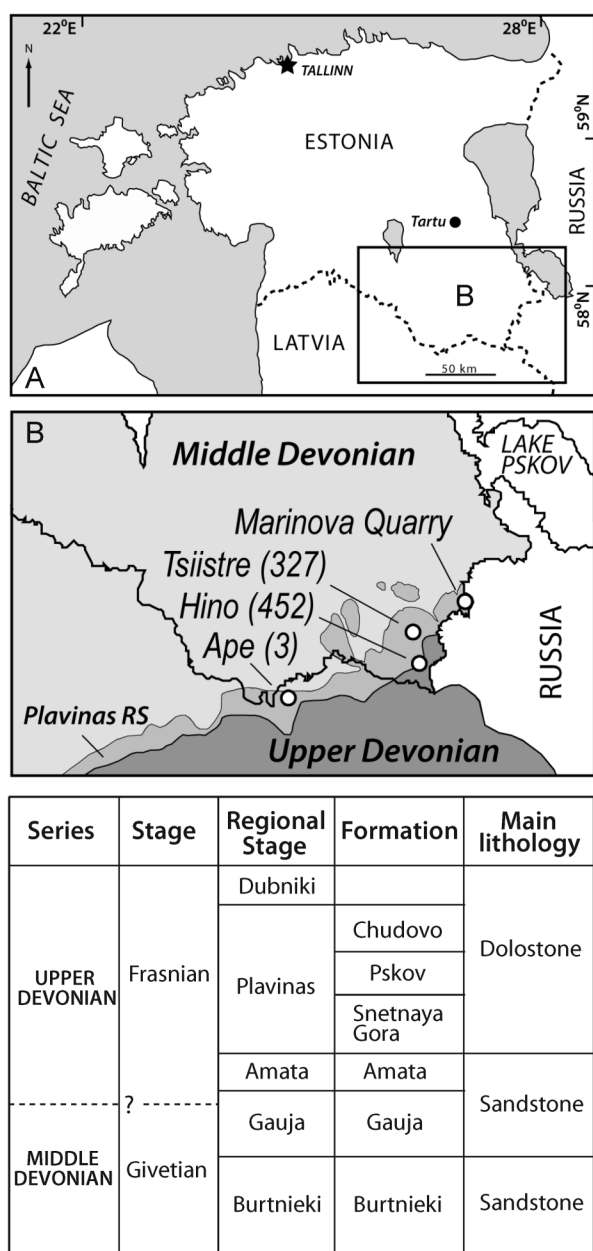 22°E
28°E
N
TALLINN
59°N
BALTIC SEA
ESTONIA
RUSSIA
Tartu
B
58°N
LATVIA
50 km
A
B
Middle Devonian
LAKE
PSKOV
Marinova Quarry
Tsiistre (327)
Hino (452)
Ape (3)
RUSSIA
Plavinas RS
Upper Devonian
Series
Stage
Regional
Stage
Formation
Main
lithology
UPPER
DEVONIAN
Frasnian
Dubniki
Plavinas
Chudovo
Pskov
Snetnaya
Gora
Dolostone
Amata
Amata
Sandstone
?
Gauja
Gauja
MIDDLE
DEVONIAN
Givetian
Burtnieki
Burtnieki
Sandstone